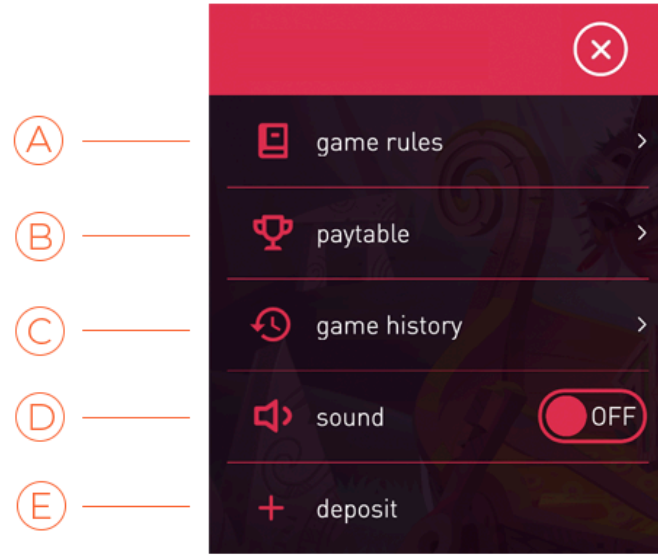 A game rules
B paytable
C game history
D sound OFF
E deposit